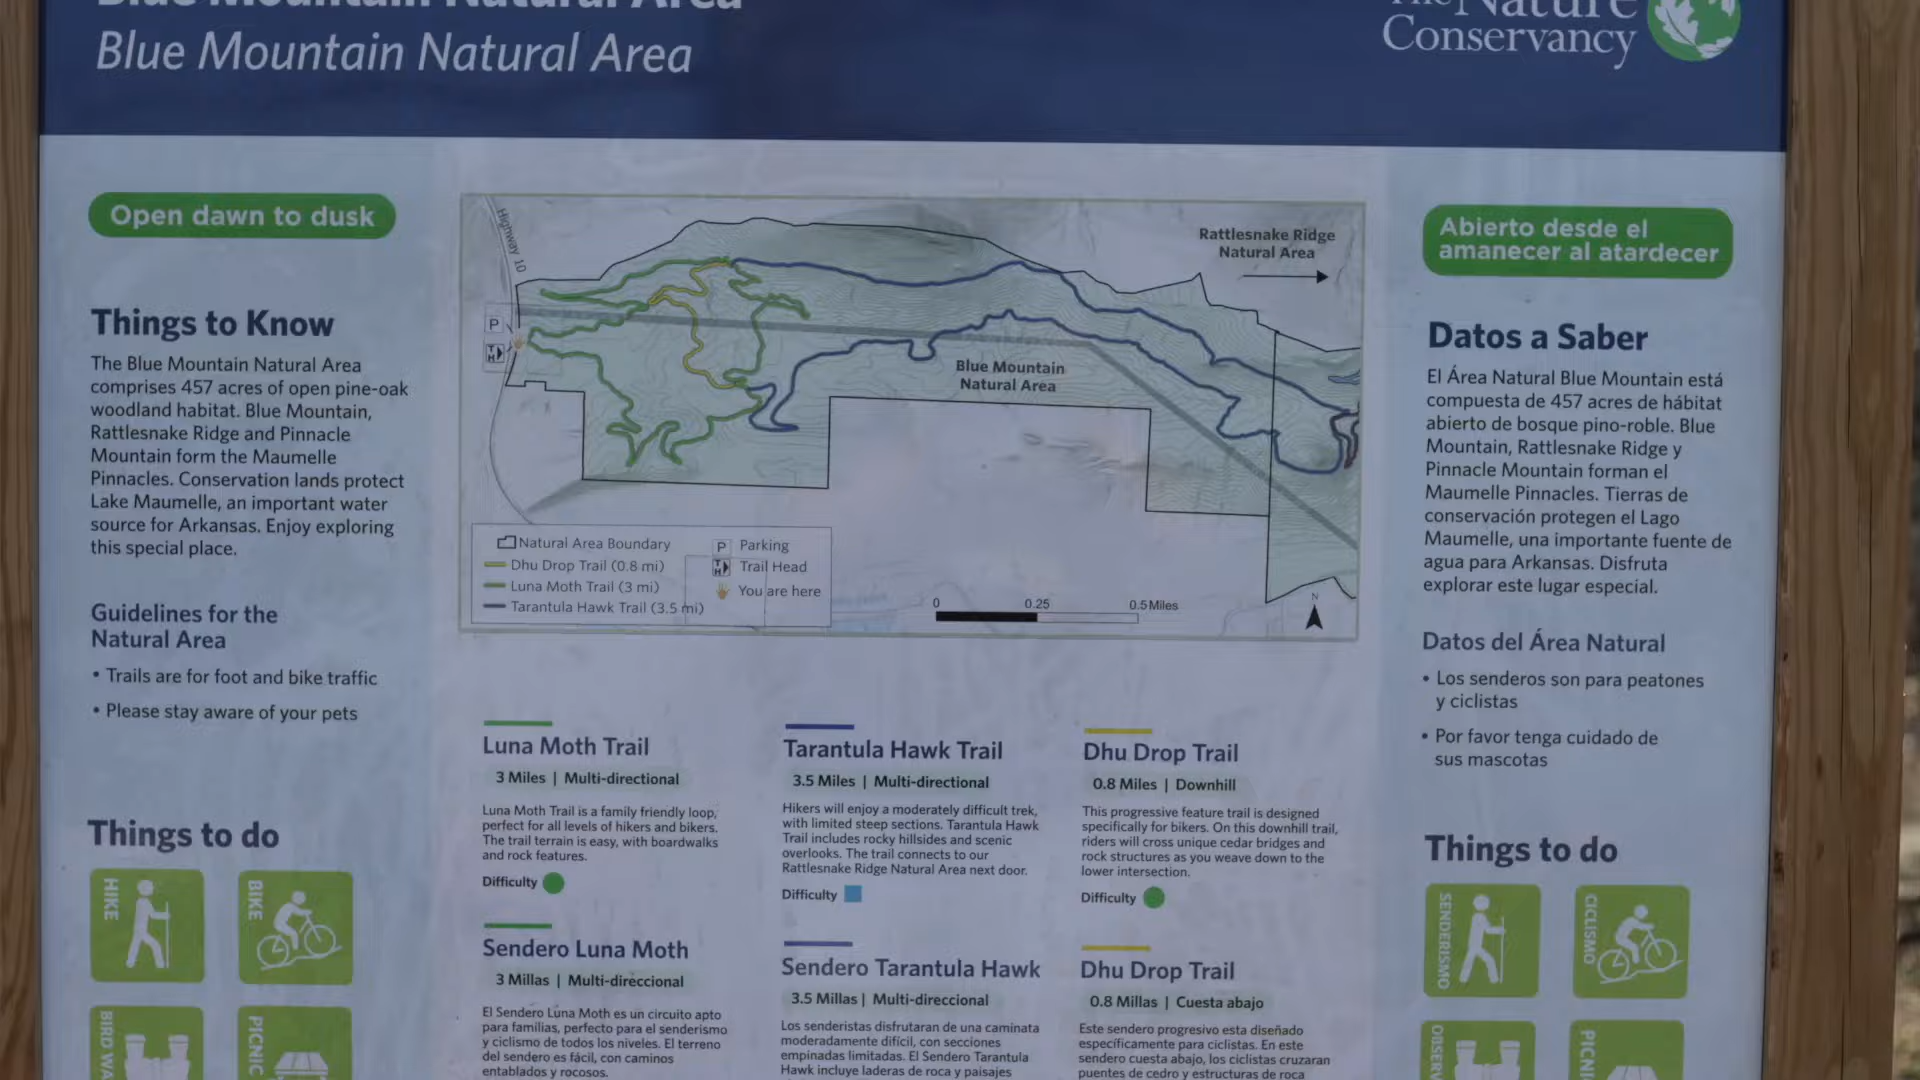 Blue Mountain Natural Area
Blue Mountain Natural Area
The Nature
Conservancy
Open dawn to dusk
Things to Know
The Blue Mountain Natural Area
comprises 457 acres of open pine-oak
woodland habitat. Blue Mountain,
Rattlesnake Ridge and Pinnacle
Mountain form the Maumelle
Pinnacles. Conservation lands protect
Lake Maumelle, an important water
source for Arkansas. Enjoy exploring
this special place.
Guidelines for the
Natural Area
• Trails are for foot and bike traffic
• Please stay aware of your pets
Things to do
HIKE
BIKE
BIRD WA
PICNIC
Highway 10
Rattlesnake Ridge
Natural Area
P
TH
Blue Mountain
Natural Area
Natural Area Boundary
Dhu Drop Trail (0.8 mi)
Luna Moth Trail (3 mi)
Tarantula Hawk Trail (3.5 mi)
P Parking
TH Trail Head
You are here
0 0.25 0.5 Miles
N
Luna Moth Trail
3 Miles | Multi-directional
Luna Moth Trail is a family friendly loop,
perfect for all levels of hikers and bikers.
The trail terrain is easy, with boardwalks
and rock features.
Difficulty
Sendero Luna Moth
3 Millas | Multi-direccional
El Sendero Luna Moth es un circuito apto
para familias, perfecto para el senderismo
y ciclismo de todos los niveles. El terreno
del sendero es fácil, con caminos
entablados y rocosos.
Tarantula Hawk Trail
3.5 Miles | Multi-directional
Hikers will enjoy a moderately difficult trek,
with limited steep sections. Tarantula Hawk
Trail includes rocky hillsides and scenic
overlooks. The trail connects to our
Rattlesnake Ridge Natural Area next door.
Difficulty
Sendero Tarantula Hawk
3.5 Millas | Multi-direccional
Los senderistas disfrutaran de una caminata
moderadamente difícil, con secciones
empinadas limitadas. El Sendero Tarantula
Hawk incluye laderas de roca y paisajes
Dhu Drop Trail
0.8 Miles | Downhill
This progressive feature trail is designed
specifically for bikers. On this downhill trail,
riders will cross unique cedar bridges and
rock structures as you weave down to the
lower intersection.
Difficulty
Dhu Drop Trail
0.8 Millas | Cuesta abajo
Este sendero progresivo esta diseñado
específicamente para ciclistas. En este
sendero cuesta abajo, los ciclistas cruzaran
puentes de cedro y estructuras de roca
Abierto desde el
amanecer al atardecer
Datos a Saber
El Área Natural Blue Mountain está
compuesta de 457 acres de hábitat
abierto de bosque pino-roble. Blue
Mountain, Rattlesnake Ridge y
Pinnacle Mountain forman el
Maumelle Pinnacles. Tierras de
conservación protegen el Lago
Maumelle, una importante fuente de
agua para Arkansas. Disfruta
explorar este lugar especial.
Datos del Área Natural
• Los senderos son para peatones
y ciclistas
• Por favor tenga cuidado de
sus mascotas
Things to do
SENDERISMO
CICLISMO
OBSERV
PICNI